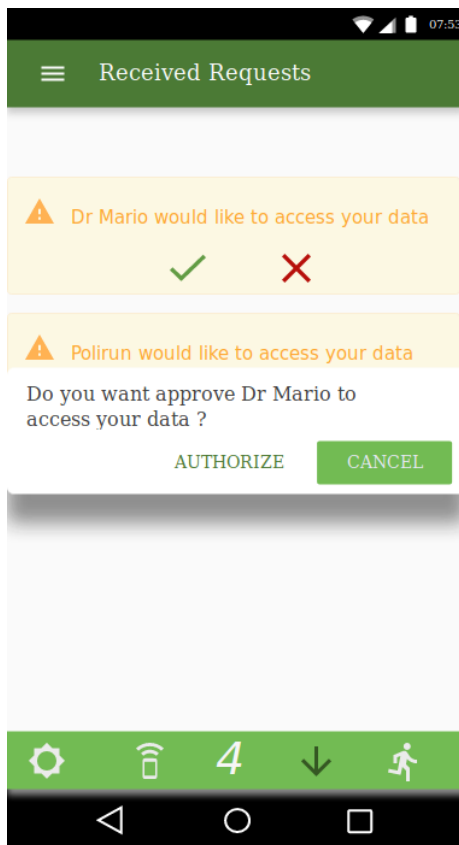 07:53
Received Requests
Dr Mario would like to access your data
Polirun would like to access your data
Do you want approve Dr Mario to
access your data ?
AUTHORIZE CANCEL
4